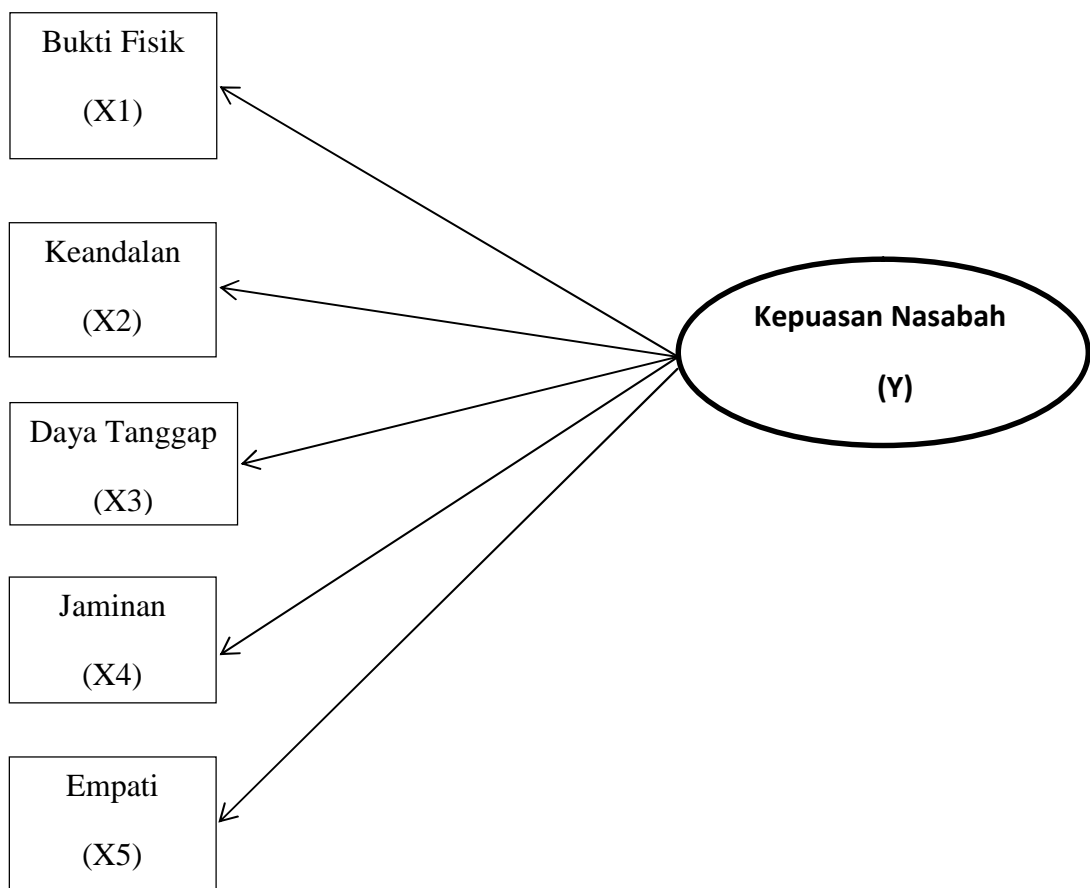 Bukti Fisik
(X1)
Keandalan
(X2)
Daya Tanggap
(X3)
Jaminan
(X4)
Empati
(X5)
Kepuasan Nasabah
(Y)